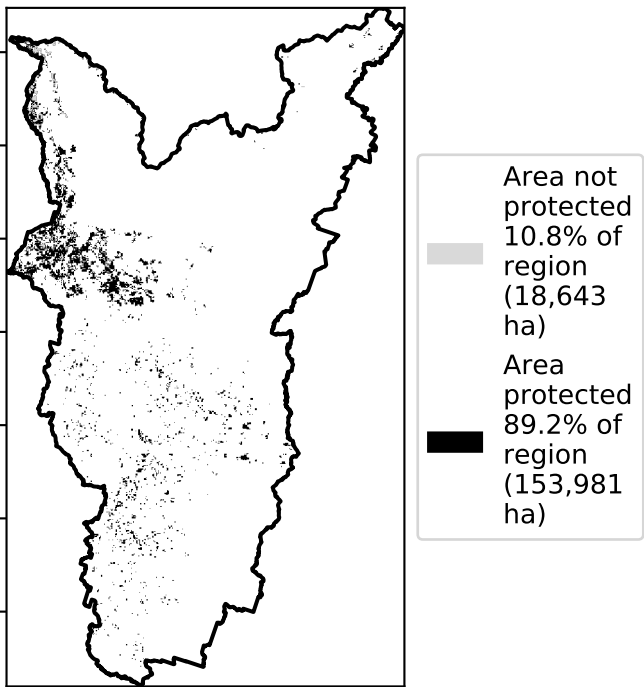 Area not
protected
10.8% of
region
(18,643
ha)
Area
protected
89.2% of
region
(153,981
ha)